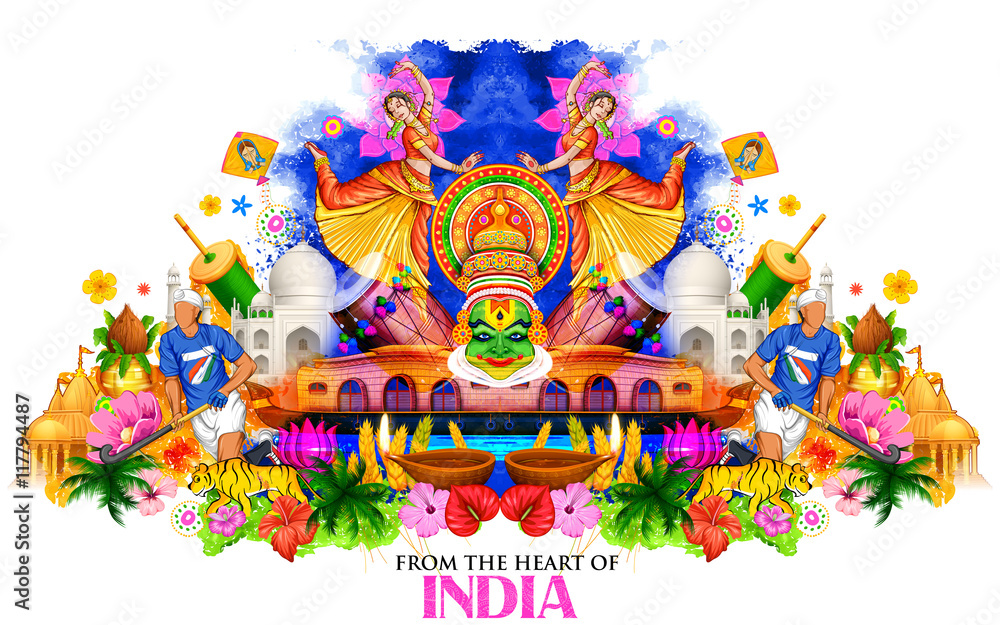 FROM THE HEART OF
INDIA
Adobe Stock | #117794487